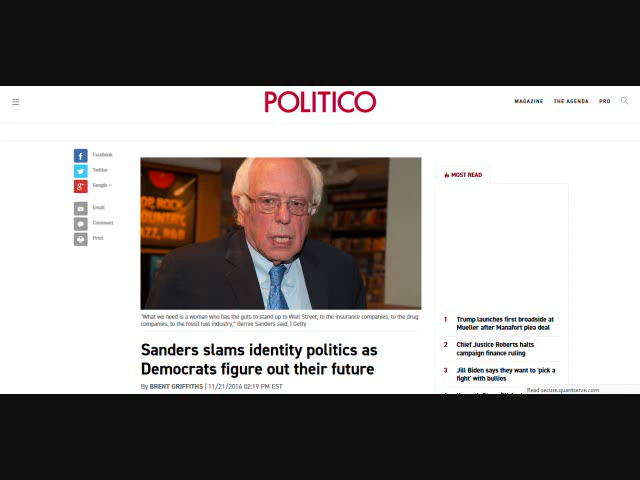 POLITICO
MAGAZINE THE AGENDA PRO
Facebook
Twitter
Google +
Email
Comment
Print
POP, ROCK,
COUNTRY,
JAZZ, R&B
"What we need is a woman who has the guts to stand up to Wall Street, to the insurance companies, to the drug
companies, to the fossil fuel industry," Bernie Sanders said. | Getty
Sanders slams identity politics as
Democrats figure out their future
By BRENT GRIFFITHS | 11/21/2016 02:19 PM EST
MOST READ
1 Trump launches first broadside at
Mueller after Manafort plea deal
2 Chief Justice Roberts halts
campaign finance ruling
3 Jill Biden says they want to 'pick a
fight' with bullies
Read secure.quantserve.com